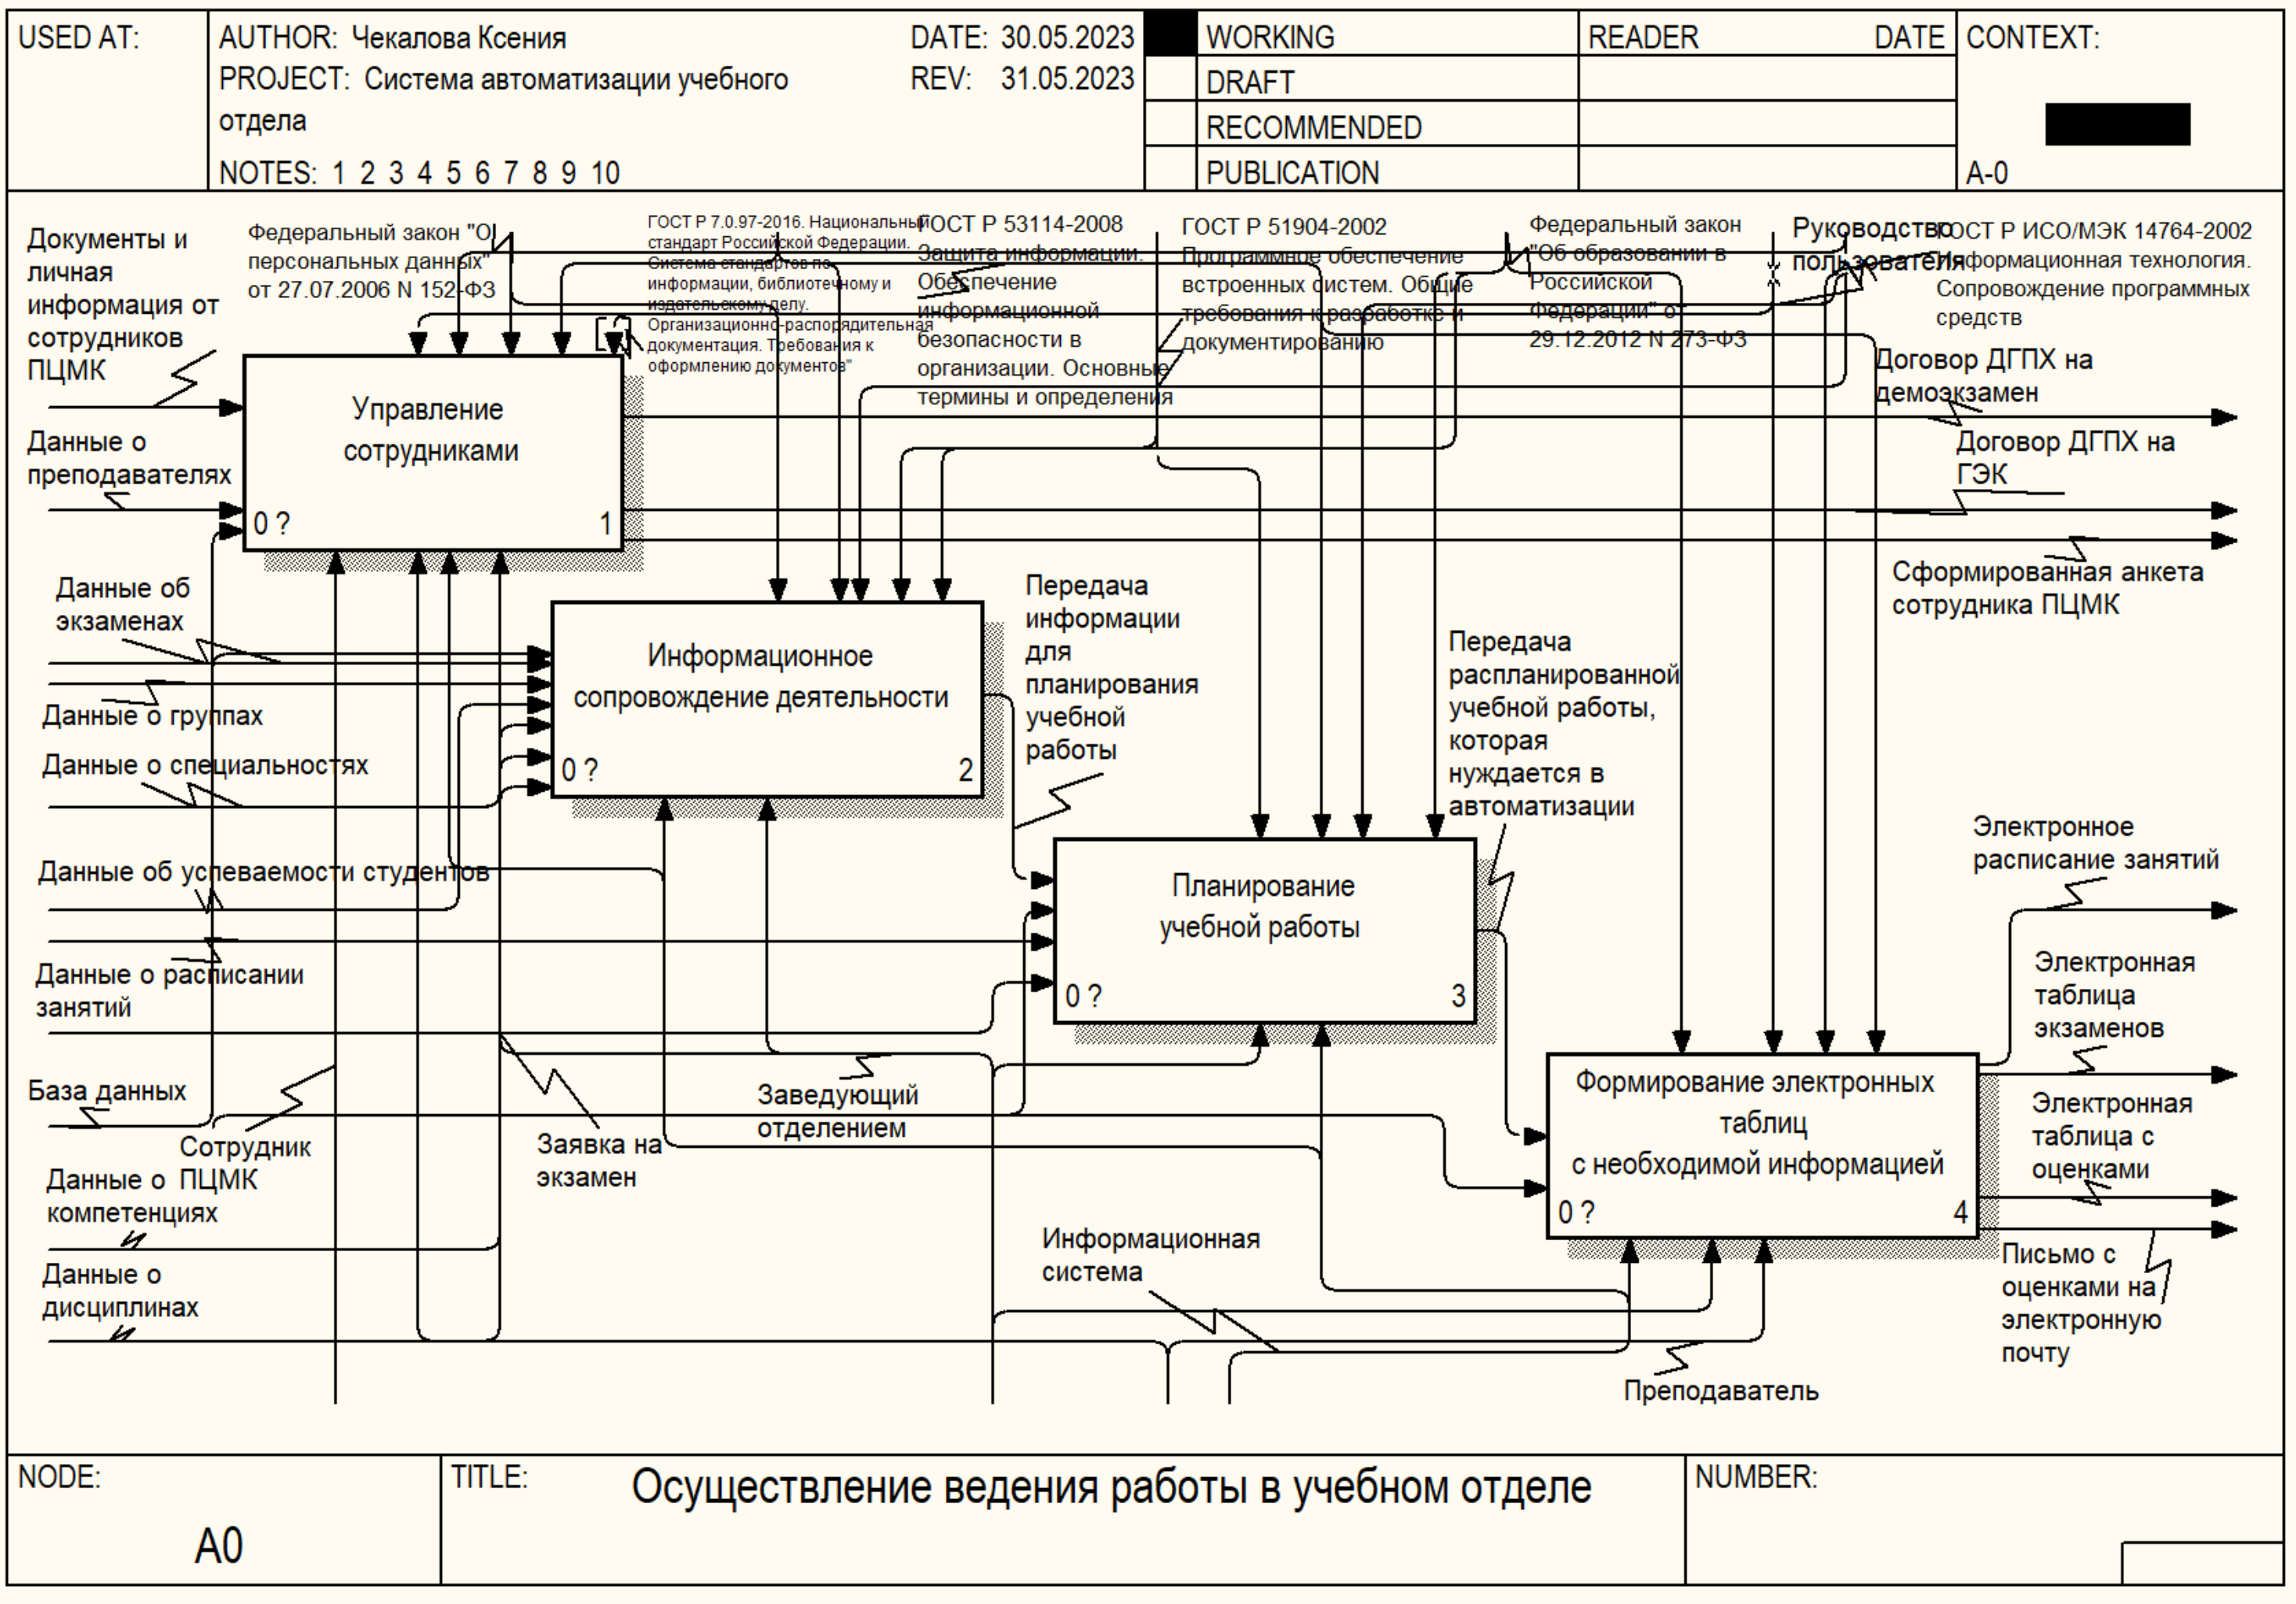 USED AT:
AUTHOR: Чекалова Ксения
DATE: 30.05.2023
PROJECT: Система автоматизации учебного
отдела
REV: 31.05.2023
NOTES: 1 2 3 4 5 6 7 8 9 10
WORKING
DRAFT
RECOMMENDED
PUBLICATION
READER
DATE
CONTEXT:
A-0
Документы и
личная
информация от
сотрудников
ПЦМК
Федеральный закон "О
персональных данных"
от 27.07.2006 N 152-ФЗ
ГОСТ Р 7.0.97-2016. Национальный
стандарт Российской Федерации.
Система стандартов по
информации, библиотечному и
издательскому делу.
Организационно-распорядительная
документация. Требования к
оформлению документов"
ГОСТ Р 53114-2008
Защита информации.
Обеспечение
информационной
безопасности в
организации. Основные
термины и определения
ГОСТ Р 51904-2002
Программное обеспечение
встроенных систем. Общие
требования к разработке и
документированию
Федеральный закон
"Об образовании в
Российской
Федерации" от
29.12.2012 N 273-ФЗ
Руководство
пользователя
ГОСТ Р ИСО/МЭК 14764-2002
Информационная технология.
Сопровождение программных
средств
Договор ДГПХ на
демоэкзамен
Договор ДГПХ на
ГЭК
Сформированная анкета
сотрудника ПЦМК
Управление
сотрудниками
0 ?
1
Данные о
преподавателях
Данные об
экзаменах
Данные о группах
Данные о специальностях
Информационное
сопровождение деятельности
0 ?
2
Передача
информации
для
планирования
учебной
работы
Передача
распланированной
учебной работы,
которая
нуждается в
автоматизации
Данные об успеваемости студентов
Данные о расписании
занятий
Планирование
учебной работы
0 ?
3
Электронное
расписание занятий
Электронная
таблица
экзаменов
Электронная
таблица с
оценками
Письмо с
оценками на
электронную
почту
База данных
Сотрудник
ПЦМК
Заявка на
экзамен
Заведующий
отделением
Формирование электронных
таблиц
с необходимой информацией
0 ?
4
Данные о
компетенциях
Данные о
дисциплинах
Информационная
система
Преподаватель
NODE:
A0
TITLE:
Осуществление ведения работы в учебном отделе
NUMBER: